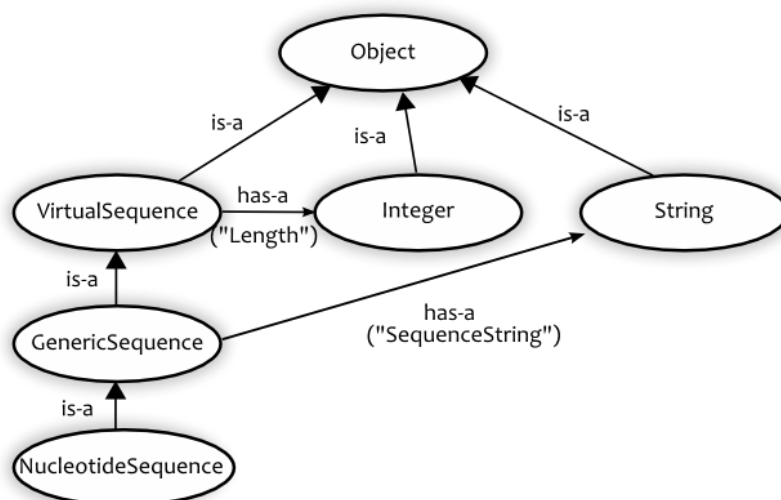 Object
is-a
is-a
is-a
VirtualSequence
has-a
("Length")
Integer
String
is-a
GenericSequence
has-a
("SequenceString")
is-a
NucleotideSequence